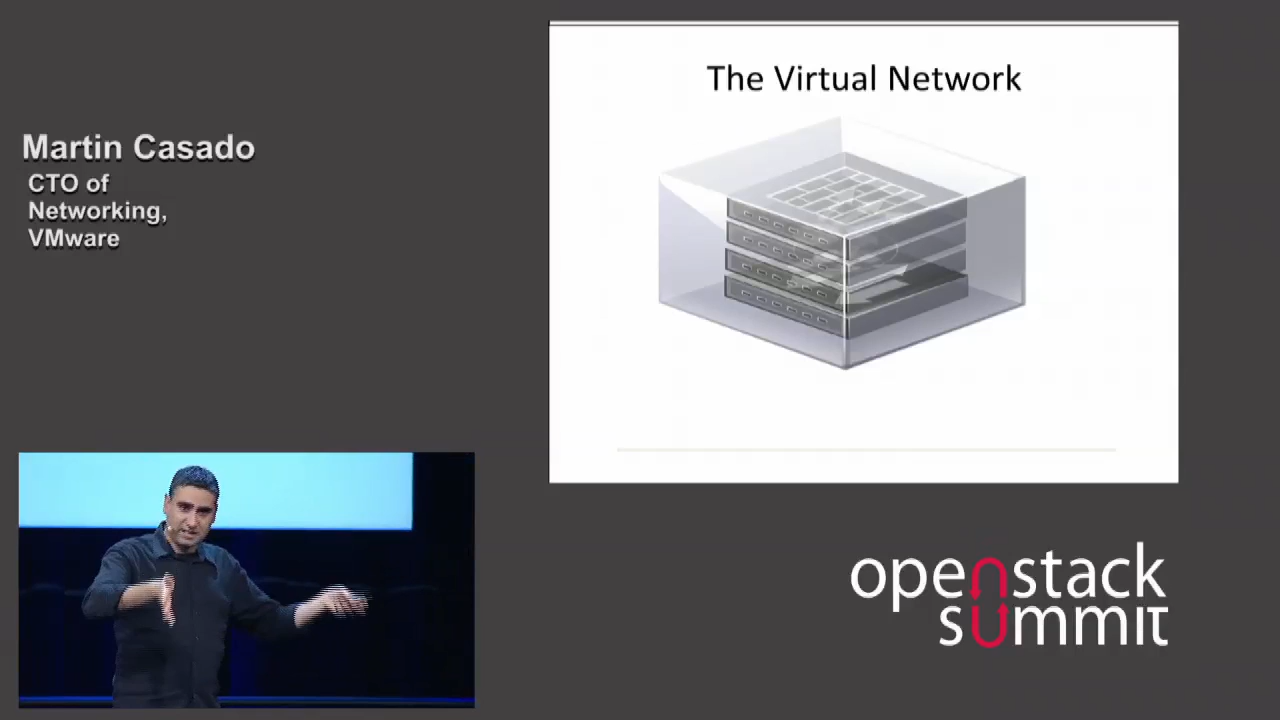 The Virtual Network
Martin Casado
CTO of
Networking,
VMware
openstack
summit